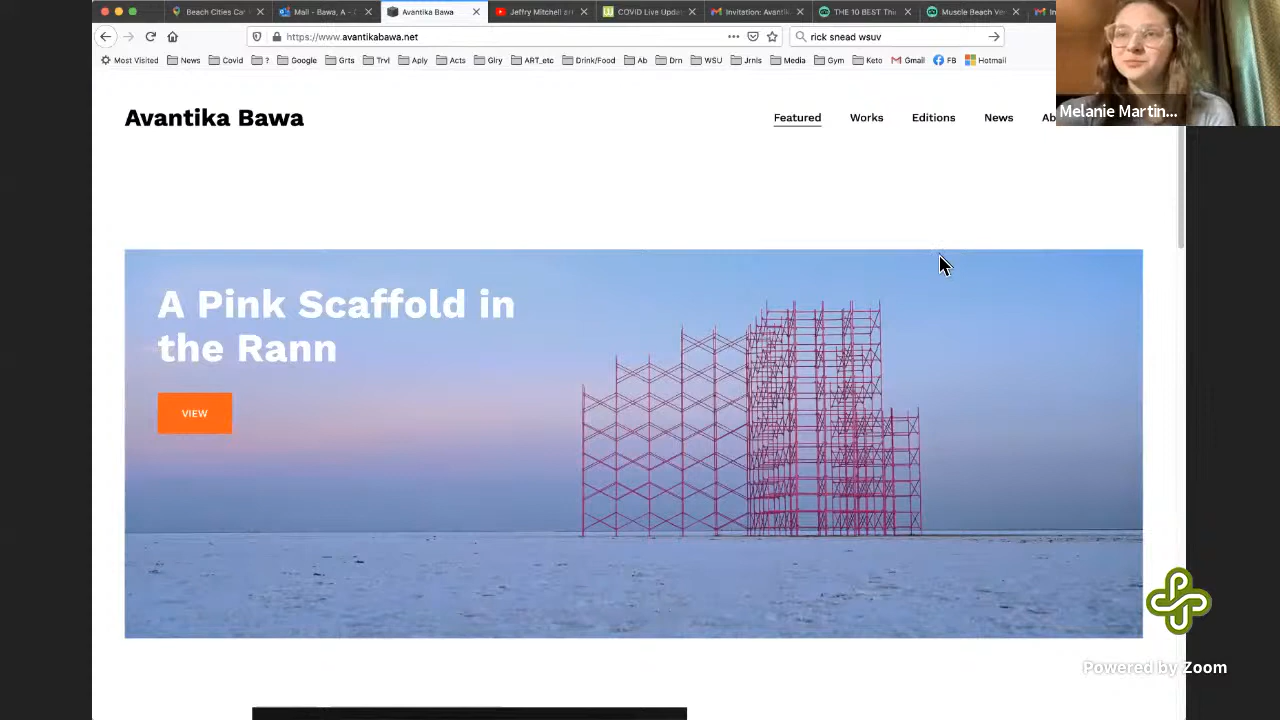 Beach Cities Car
Mail - Bawa, A -
Avantika Bawa
Jeffry Mitchell
COVID Live Updat
Invitation: Avantik
THE 10 BEST Thi
Muscle Beach Ve
https://www.avantikabawa.net
rick snead wsuv
Most Visited News Covid ? Google Grts Trvl Aply Acts Glry ART_etc Drink/Food Ab Drn WSU Jrnls Media Gym Keto Gmail FB Hotmail
Melanie Martin...
Avantika Bawa
Featured Works Editions News Ab
A Pink Scaffold in
the Rann
VIEW
PSU
Powered by Zoom